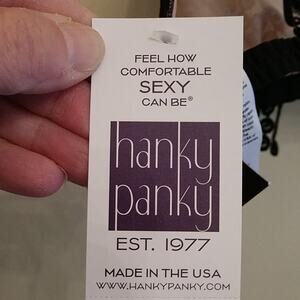 FEEL HOW
COMFORTABLE
SEXY
CAN BE®
hanky
panky
EST. 1977
MADE IN THE USA
WWW.HANKYPANKY.COM